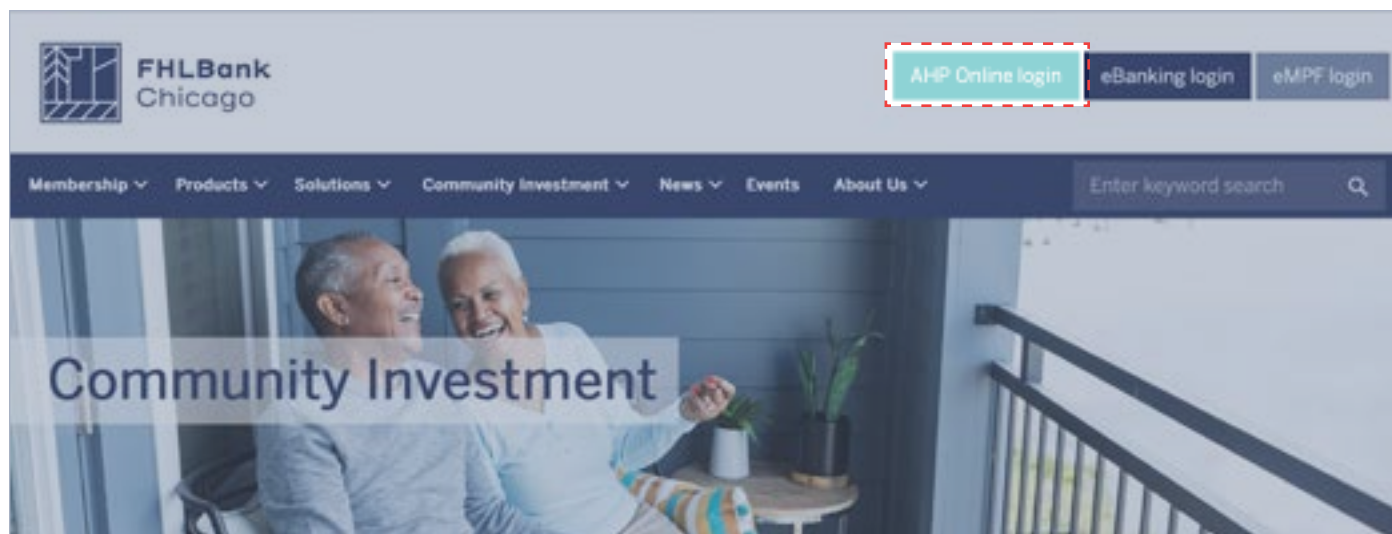 FHLBank
Chicago
AHP Online login
eBanking login
eMPF login
Membership
Products
Solutions
Community Investment
News
Events
About Us
Enter keyword search
Community Investment